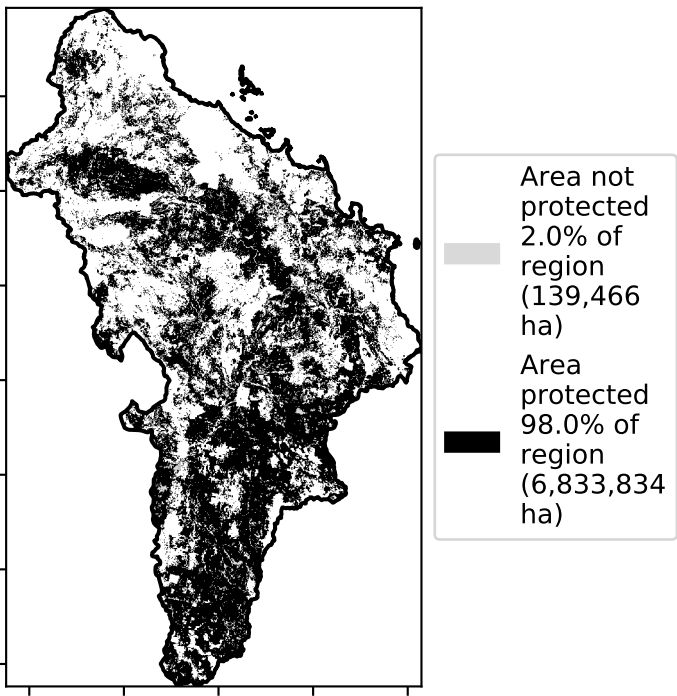 Area not
protected
2.0% of
region
(139,466
ha)
Area
protected
98.0% of
region
(6,833,834
ha)